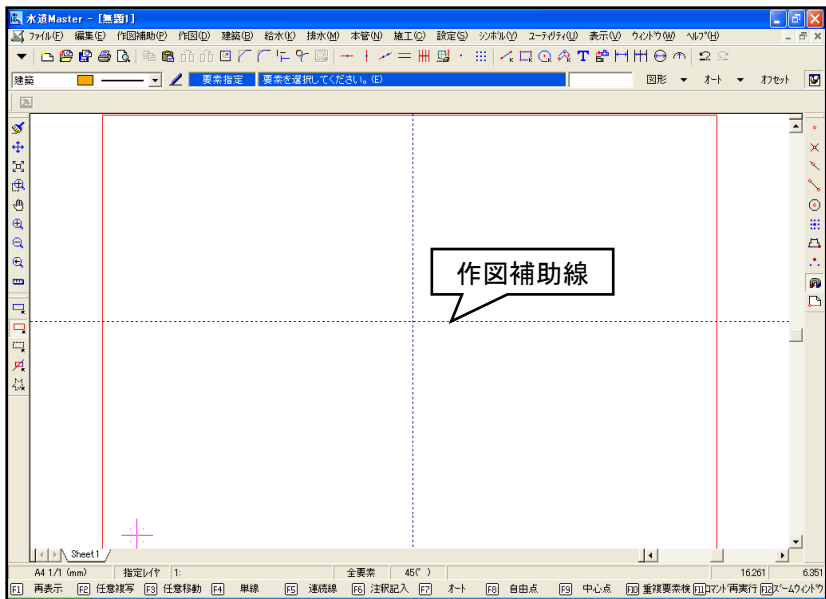 水道Master - [無題1]
ファイル(F) 編集(E) 作図補助(P) 作図(D) 建築(B) 給水(K) 排水(M) 本管(N) 施工(C) 設定(S) シンボル(Y) ユーティリティ(U) 表示(V) ウィンドウ(W) ヘルプ(H)
建築 要素指定 要素を選択してください。(E) 図形 オート オフセット
作図補助線
Sheet1
A4 1/1 (mm) 指定レイヤ 1: 全要素 45(°) 16.261 6.351
F1 再表示 F2 任意複写 F3 任意移動 F4 単線 F5 連続線 F6 注釈記入 F7 オート F8 自由点 F9 中心点 F10 重複要素検 F11 コマンド再実行 F12 ズームウィンドウ